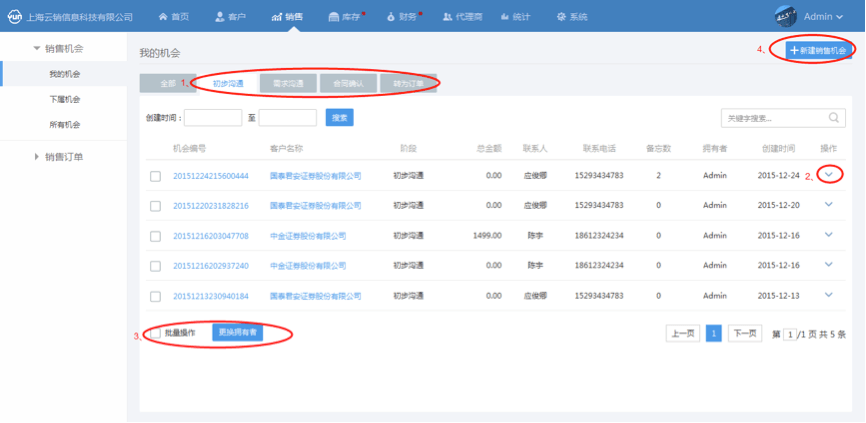 yun 上海云销信息科技有限公司 首页 客户 销售 库存 财务 代理商 统计 系统 Admin
销售机会
我的机会
下属机会
所有机会
销售订单
我的机会
4、 +新建销售机会
全部 1、 初步沟通 需求沟通 合同确认 转为订单
创建时间: 至 搜索 关键字搜索...
机会编号 客户名称 阶段 总金额 联系人 联系电话 备忘数 拥有者 创建时间 操作
20151224215600444 国泰君安证券股份有限公司 初步沟通 0.00 应俊卿 15293434783 2 Admin 2015-12-24 2、
20151220231828216 国泰君安证券股份有限公司 初步沟通 0.00 应俊卿 15293434783 0 Admin 2015-12-20
20151216203047708 中金证券股份有限公司 初步沟通 1499.00 陈宇 18612324234 0 Admin 2015-12-16
20151216202937240 中金证券股份有限公司 初步沟通 0.00 陈宇 18612324234 0 Admin 2015-12-16
20151213230940184 国泰君安证券股份有限公司 初步沟通 0.00 应俊卿 15293434783 0 Admin 2015-12-13
3、 批量操作 更换拥有者
上一页 1 下一页 第 1 /1 页 共 5 条